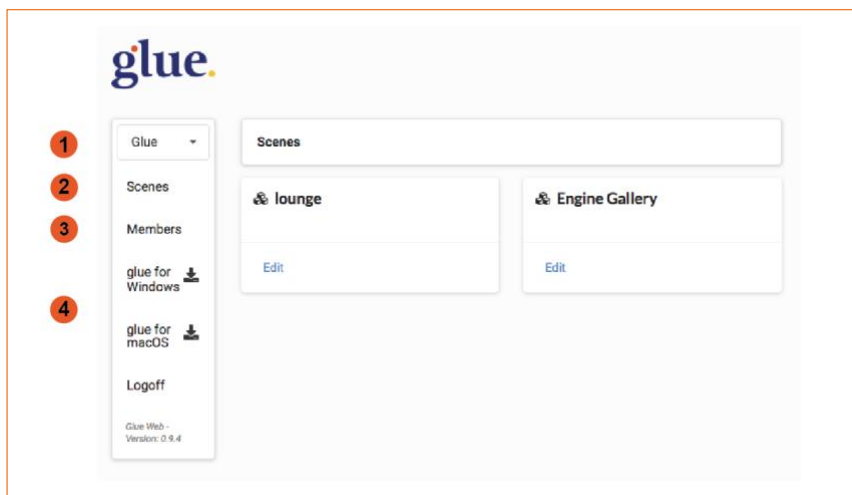 glue.
1
Glue
Scenes
2
Scenes
lounge
Engine Gallery
3
Members
Edit
Edit
glue for
Windows
4
glue for
macOS
Logoff
Glue Web -
Version: 0.9.4